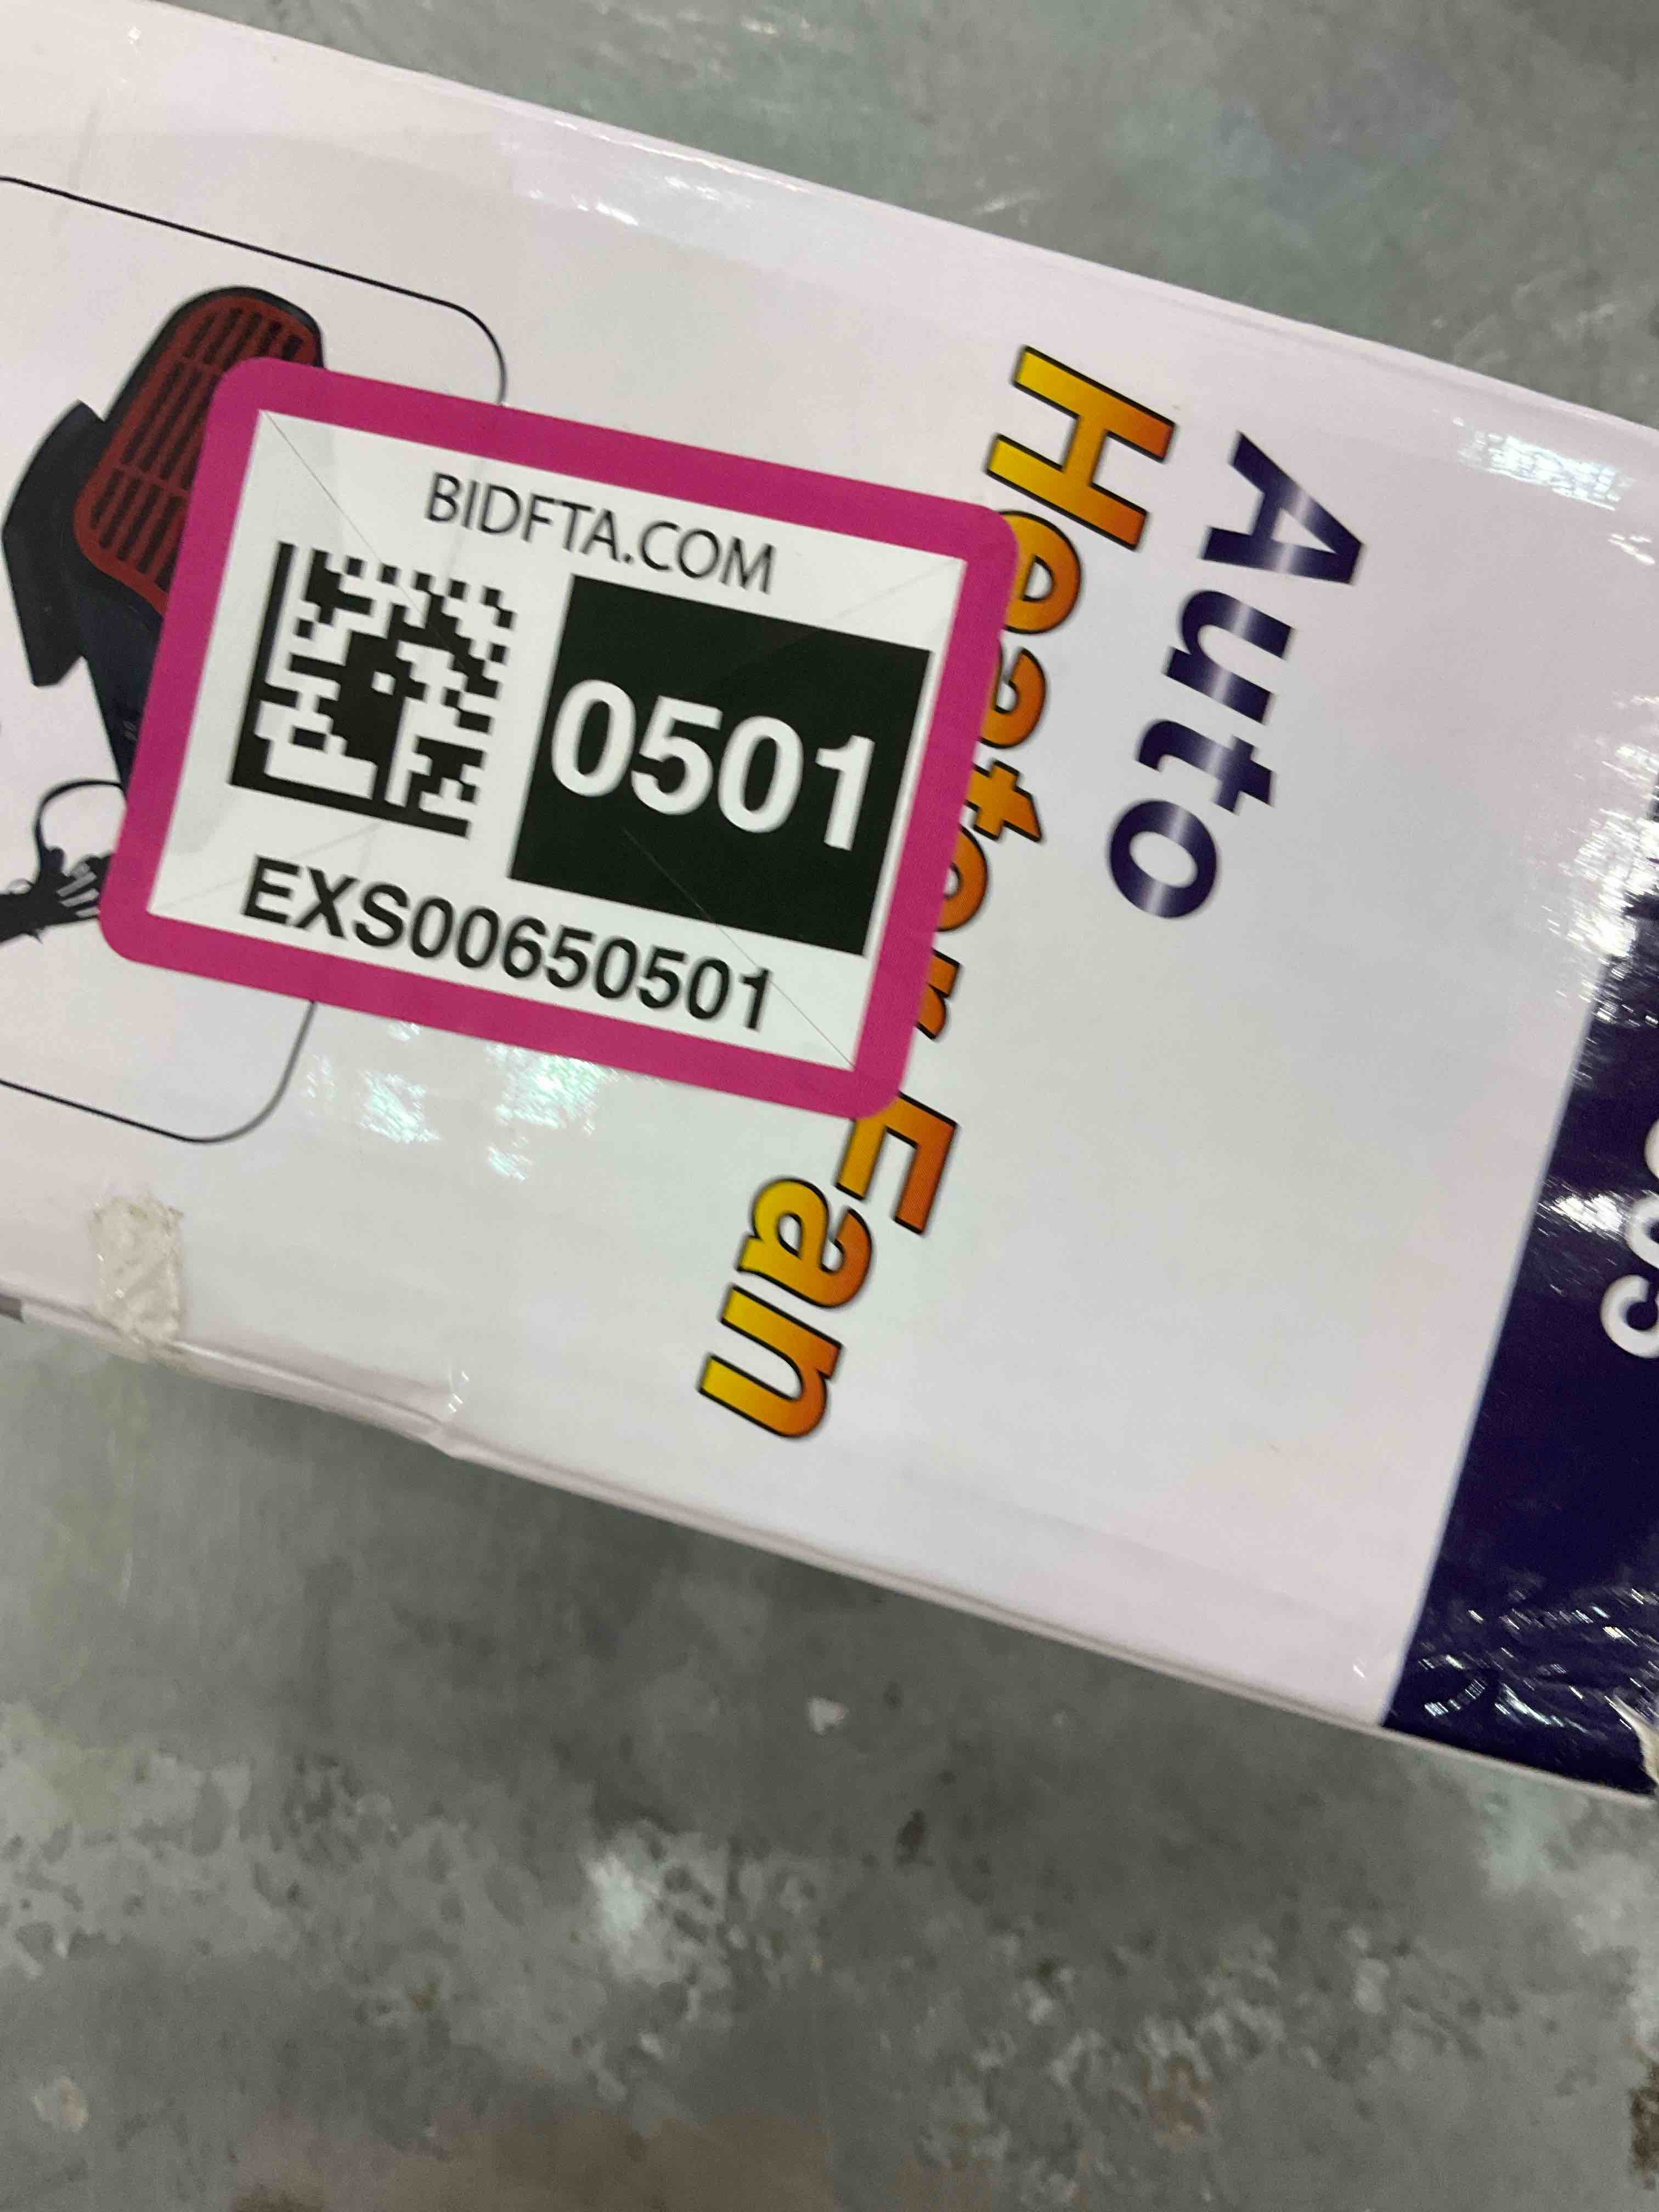 BIDFTA.COM
0501
EXS00650501
Auto
Heater Fan